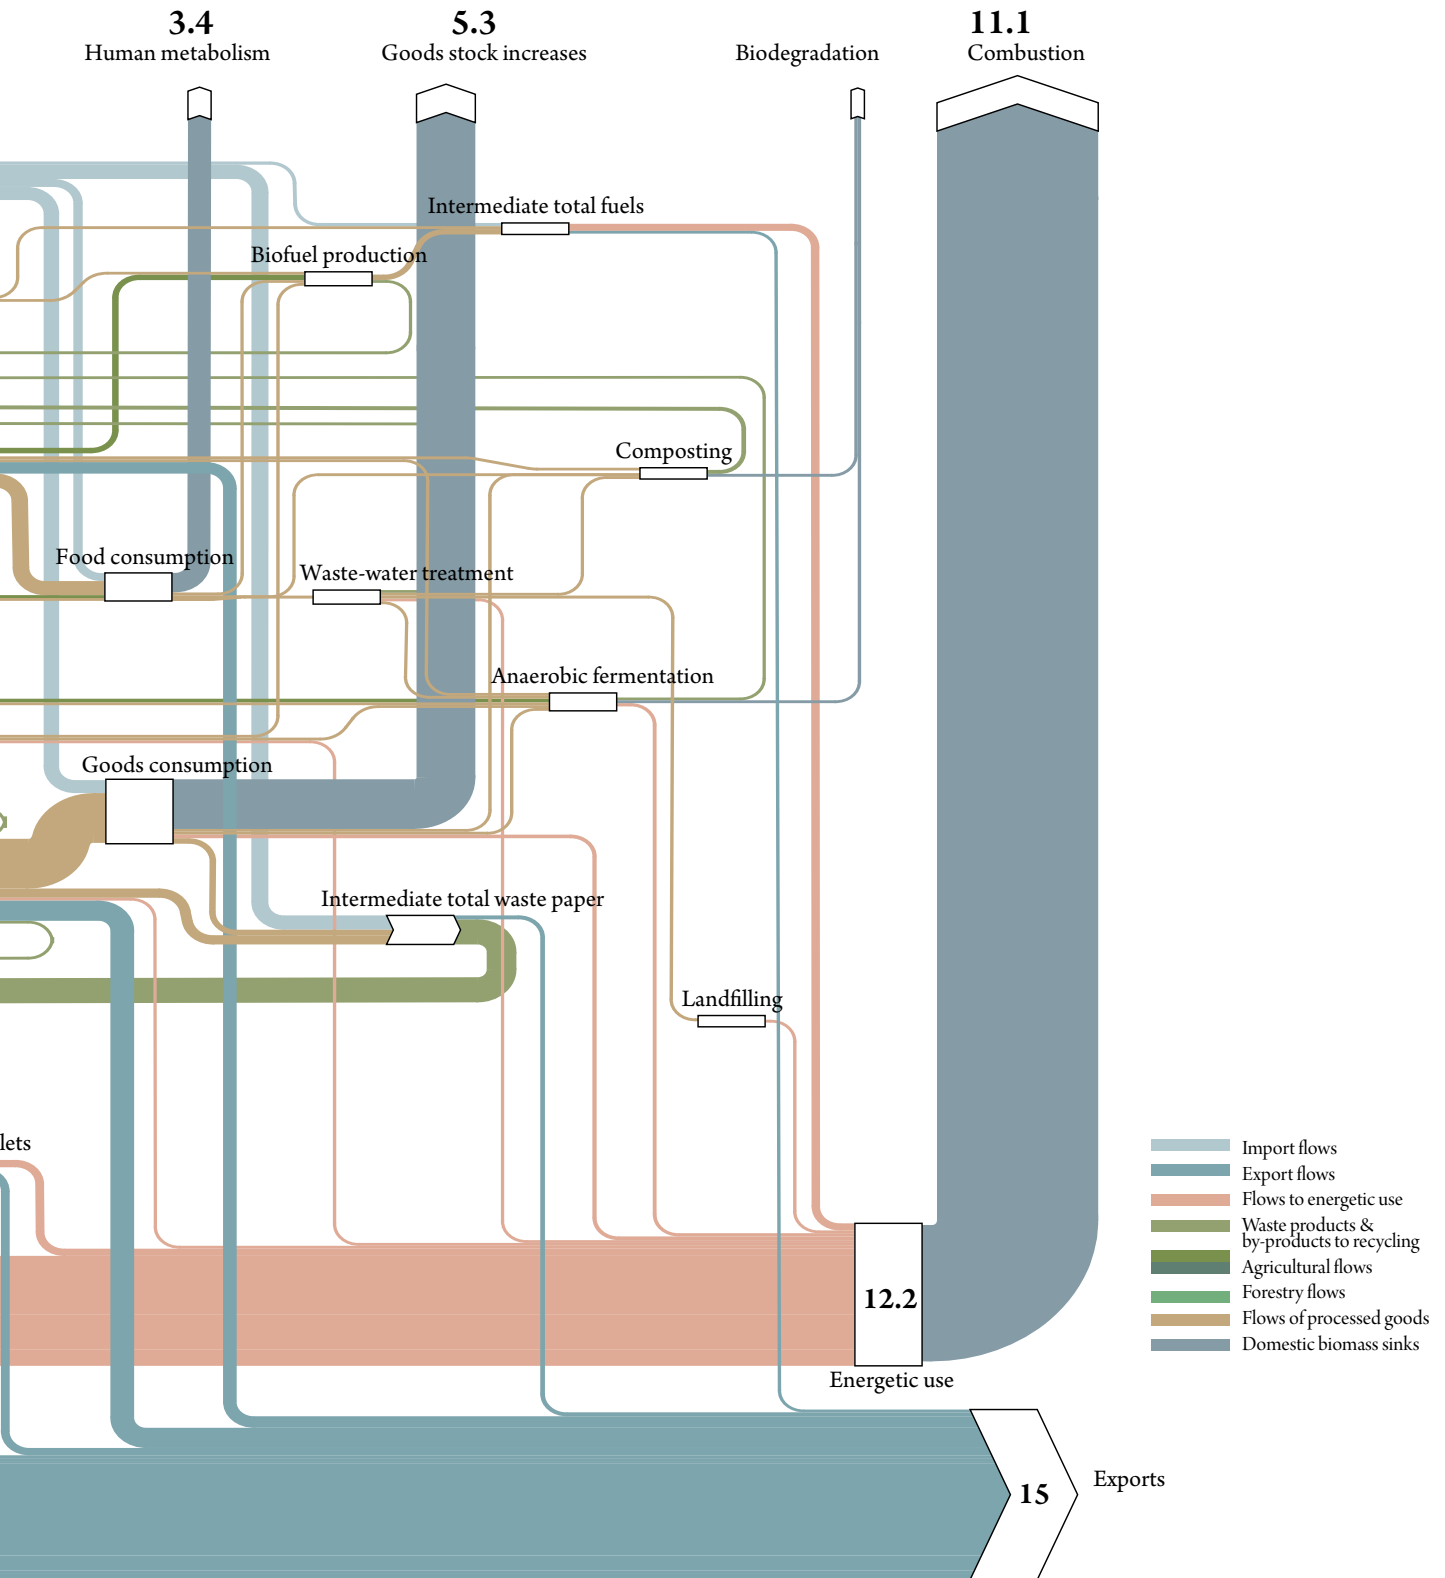 3.4
Human metabolism
5.3
Goods stock increases
Biodegradation
11.1
Combustion
Intermediate total fuels
Biofuel production
Composting
Food consumption
Waste-water treatment
Anaerobic fermentation
Goods consumption
Intermediate total waste paper
Landfilling
lets
12.2
Energetic use
15
Exports
Import flows
Export flows
Flows to energetic use
Waste products &
by-products to recycling
Agricultural flows
Forestry flows
Flows of processed goods
Domestic biomass sinks